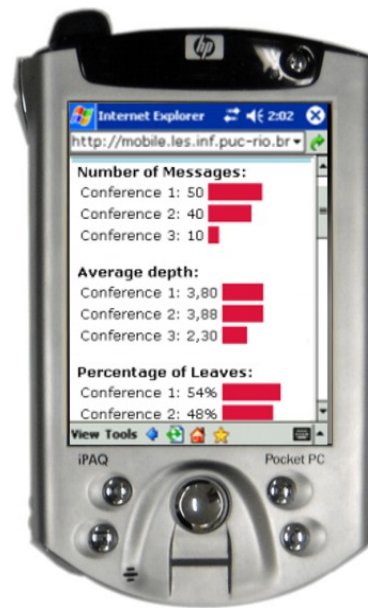 hp
Internet Explorer 2:02
http://mobile.les.inf.puc-rio.br
Number of Messages:
Conference 1: 50
Conference 2: 40
Conference 3: 10
Average depth:
Conference 1: 3,80
Conference 2: 3,88
Conference 3: 2,30
Percentage of Leaves:
Conference 1: 54%
Conference 2: 48%
View Tools
iPAQ Pocket PC